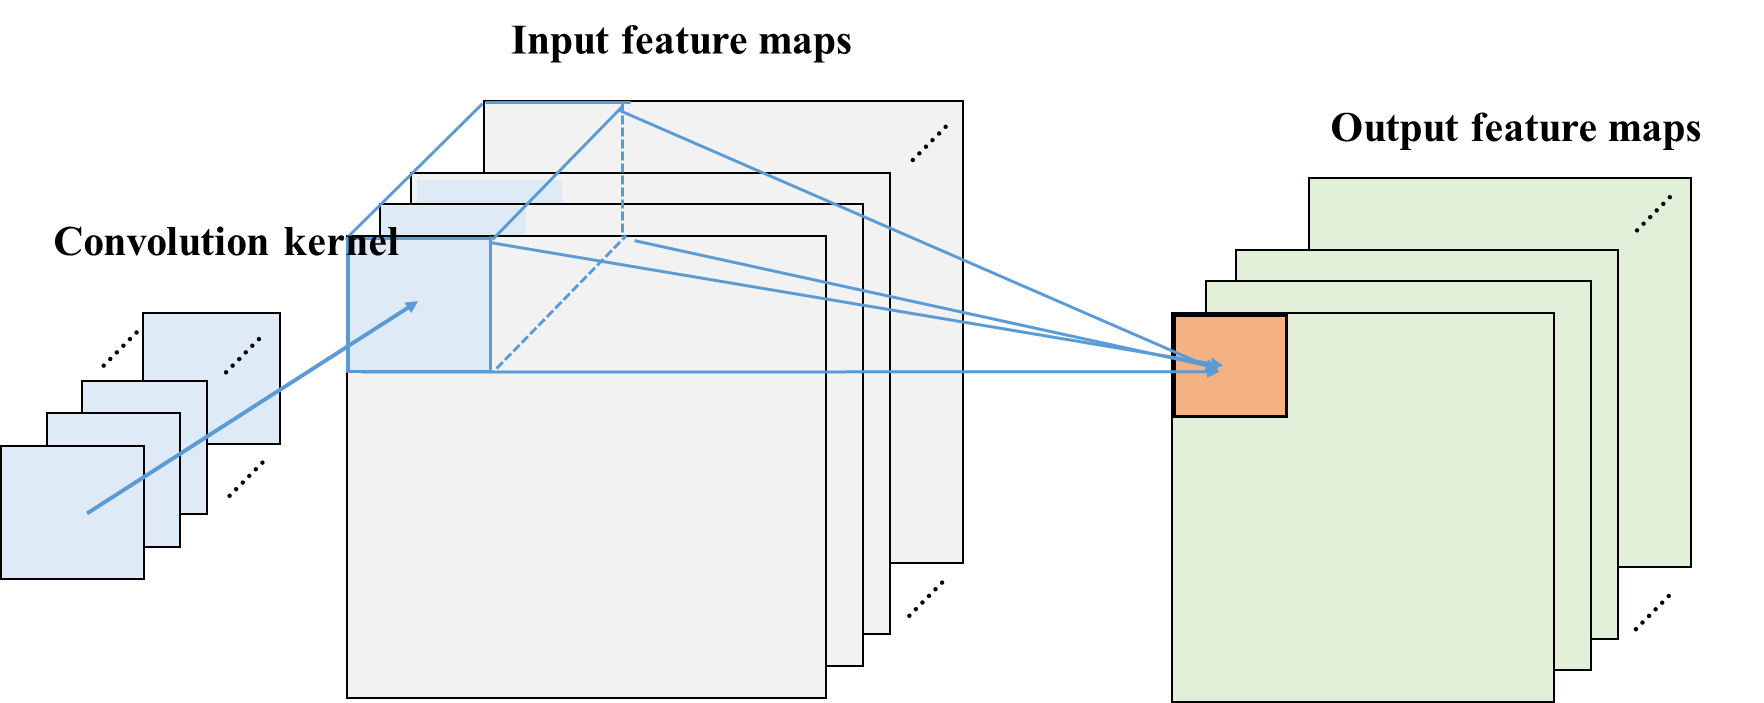 Input feature maps
Output feature maps
Convolution kernel